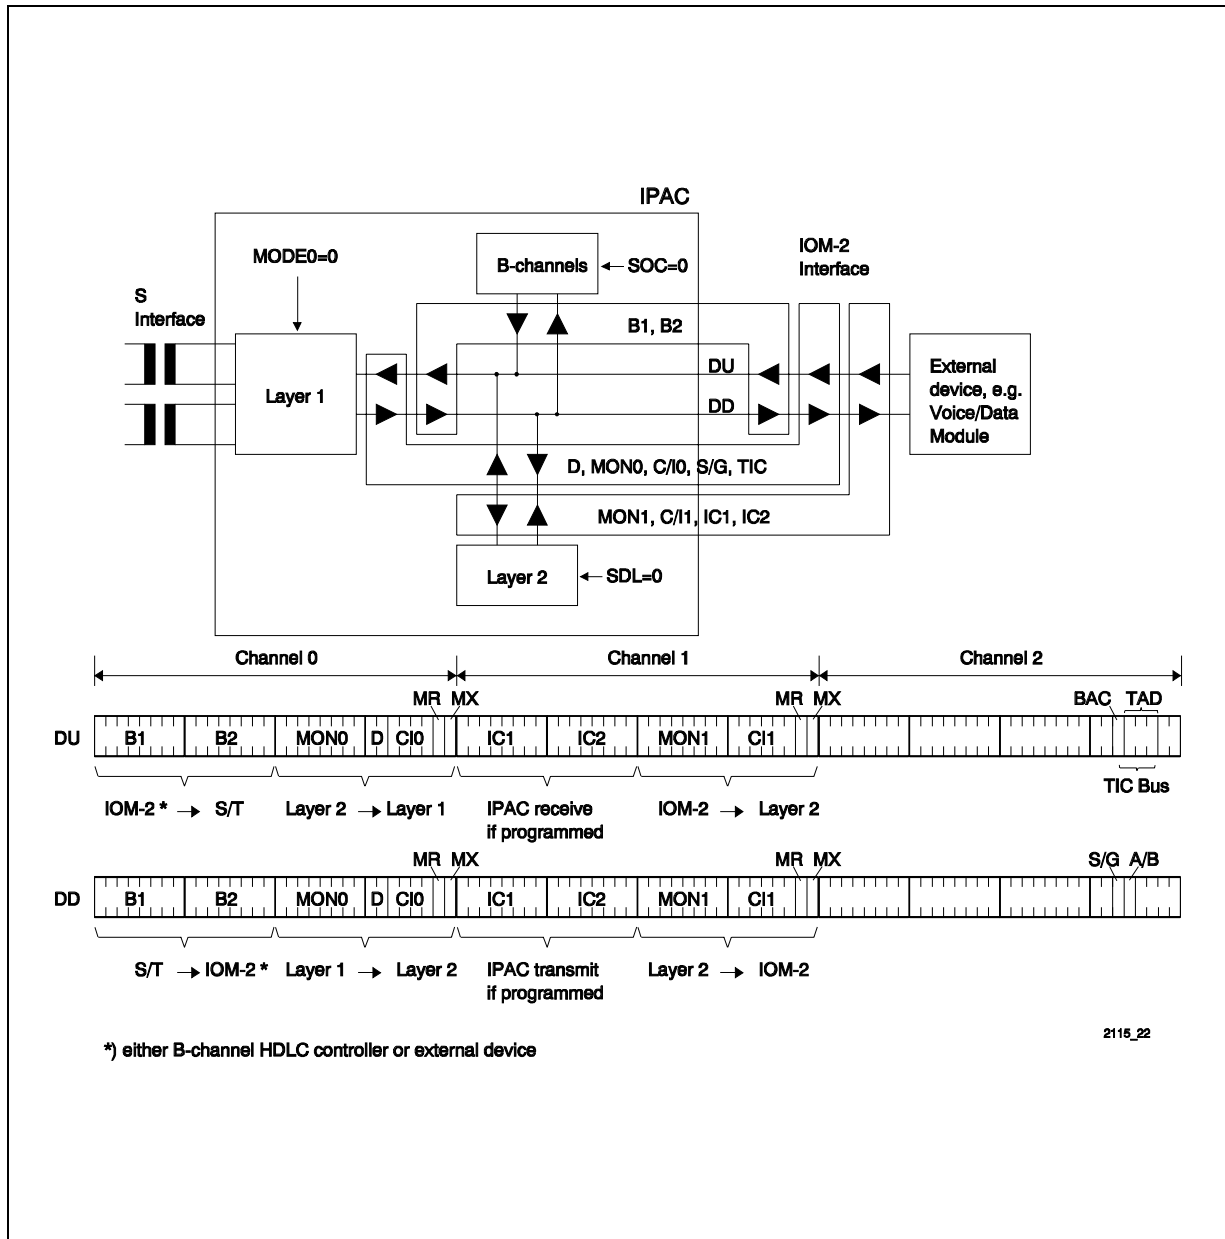 IPAC
MODE0=0
B-channels
SOC=0
IOM-2
Interface
S
Interface
B1, B2
Layer 1
DU
DD
External
device, e.g.
Voice/Data
Module
D, MON0, C/I0, S/G, TIC
MON1, C/I1, IC1, IC2
Layer 2
SDL=0
Channel 0 Channel 1 Channel 2
MR MX MR MX BAC TAD
DU B1 B2 MON0 D CI0 IC1 IC2 MON1 CI1
TIC Bus
IOM-2 * → S/T Layer 2 → Layer 1 IPAC receive IOM-2 → Layer 2
if programmed
MR MX MR MX S/G A/B
DD B1 B2 MON0 D CI0 IC1 IC2 MON1 CI1
S/T → IOM-2 * Layer 1 → Layer 2 IPAC transmit Layer 2 → IOM-2
if programmed
2115_22
*) either B-channel HDLC controller or external device